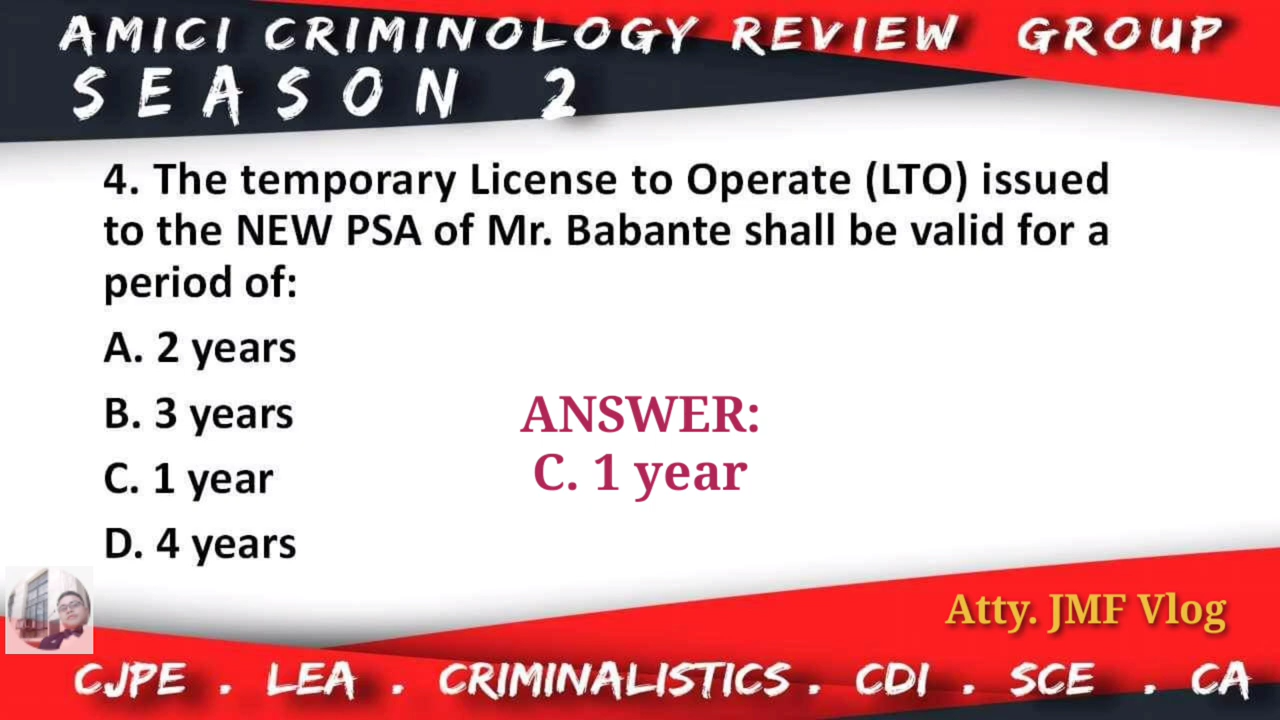 AMICI CRIMINOLOGY REVIEW GROUP
SEASON 2
4. The temporary License to Operate (LTO) issued
to the NEW PSA of Mr. Babante shall be valid for a
period of:
A. 2 years
B. 3 years
C. 1 year
D. 4 years
ANSWER:
C. 1 year
Atty. JMF Vlog
CJPE . LEA . CRIMINALISTICS . CDI . SCE . CA